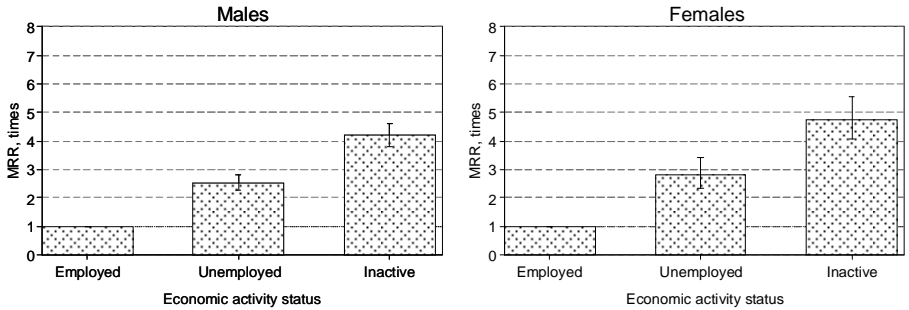 Males
MRR, times
8
7
6
5
4
3
2
1
0
Employed Unemployed Inactive
Economic activity status
Females
MRR, times
8
7
6
5
4
3
2
1
0
Employed Unemployed Inactive
Economic activity status